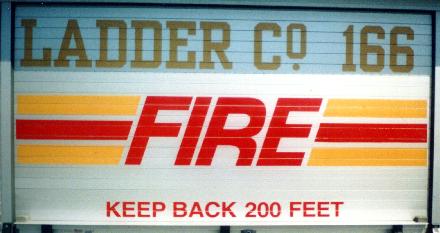 LADDER Co 166
FIRE
KEEP BACK 200 FEET